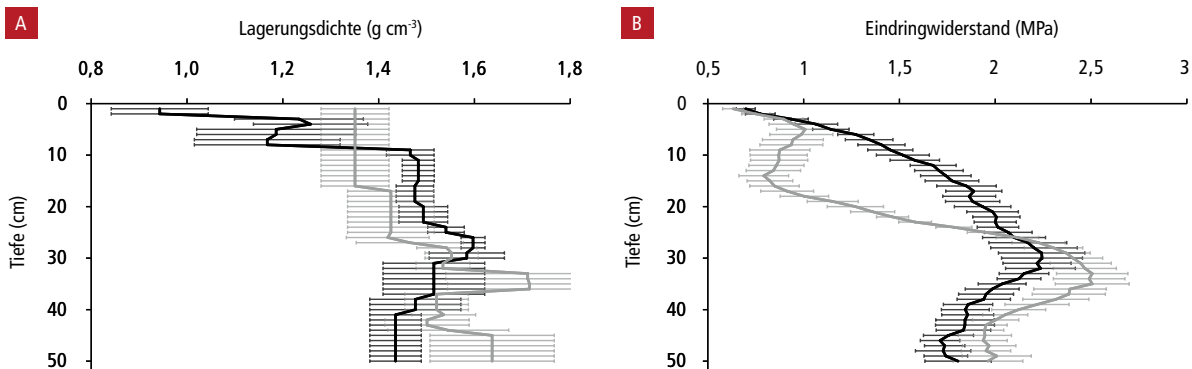 A
Lagerungsdichte (g cm⁻³)
0,8 1,0 1,2 1,4 1,6 1,8
0
10
20
30
40
50
Tiefe (cm)
B
Eindringwiderstand (MPa)
0,5 1 1,5 2 2,5 3
0
10
20
30
40
50
Tiefe (cm)